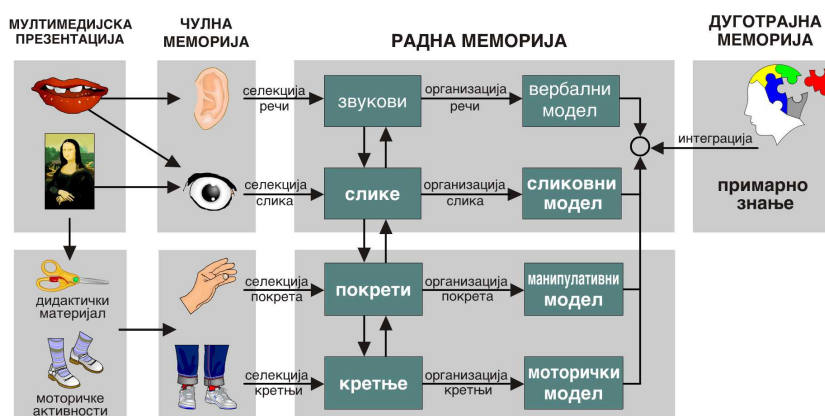 МУЛТИМЕДИЈСКА
ПРЕЗЕНТАЦИЈА
ЧУЛНА
МЕМОРИЈА
РАДНА МЕМОРИЈА
ДУГОТРАЈНА
МЕМОРИЈА
селекција
речи
звукови
организација
речи
вербални
модел
интеграција
селекција
слика
слике
организација
слика
сликовни
модел
примарно
знање
дидактички
материјал
селекција
покрета
покрети
организација
покрета
манипулативни
модел
моторичке
активности
селекција
кретњи
кретње
организација
кретњи
моторички
модел